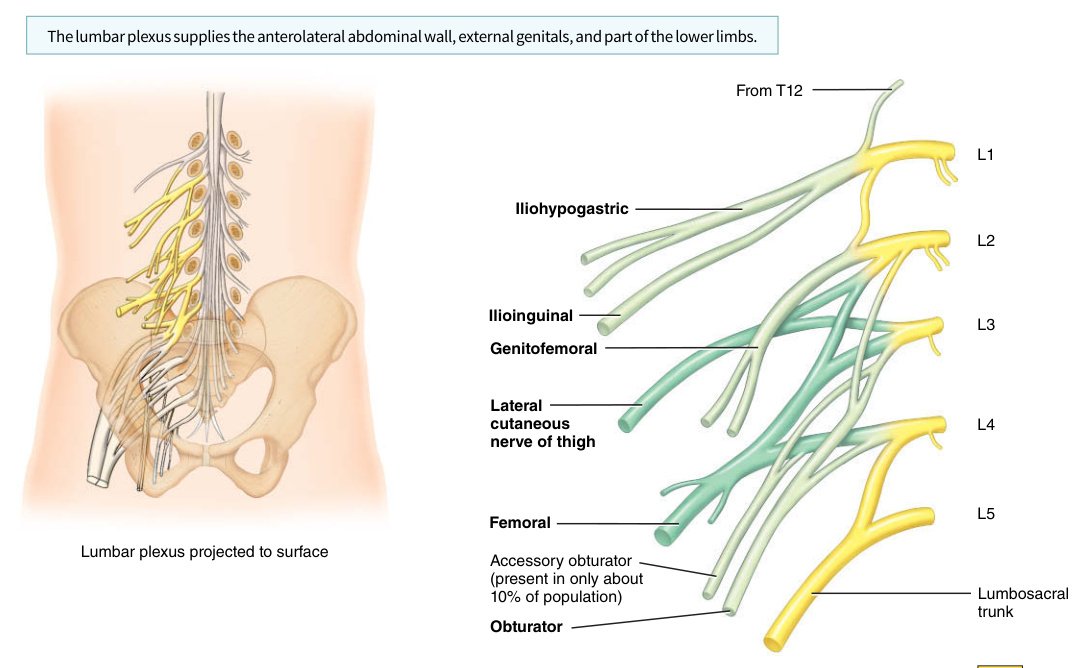 The lumbar plexus supplies the anterolateral abdominal wall, external genitals, and part of the lower limbs.
From T12
L1
Iliohypogastric
L2
Ilioinguinal
L3
Genitofemoral
Lateral
cutaneous
nerve of thigh
L4
L5
Femoral
Lumbar plexus projected to surface
Accessory obturator
(present in only about
10% of population)
Lumbosacral
trunk
Obturator